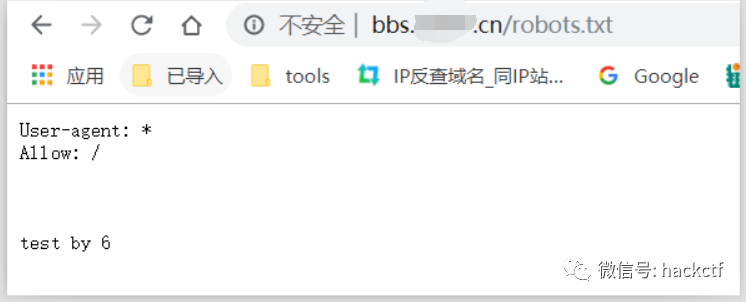 不安全 | bbs. .cn/robots.txt
应用 已导入 tools IP反查域名_同IP站... Google
User-agent: *
Allow: /
test by 6
微信号: hackctf